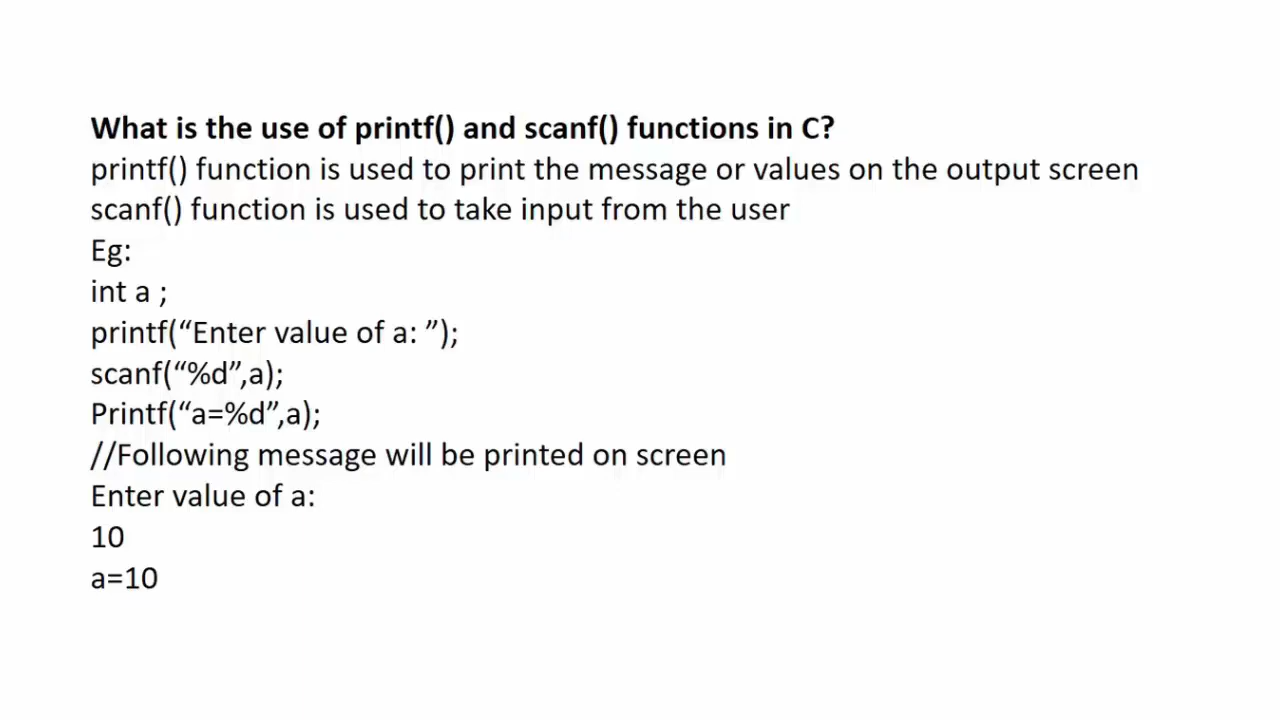 What is the use of printf() and scanf() functions in C?
printf() function is used to print the message or values on the output screen
scanf() function is used to take input from the user
Eg:
int a ;
printf(“Enter value of a: ”);
scanf(“%d”,a);
Printf(“a=%d”,a);
//Following message will be printed on screen
Enter value of a:
10
a=10